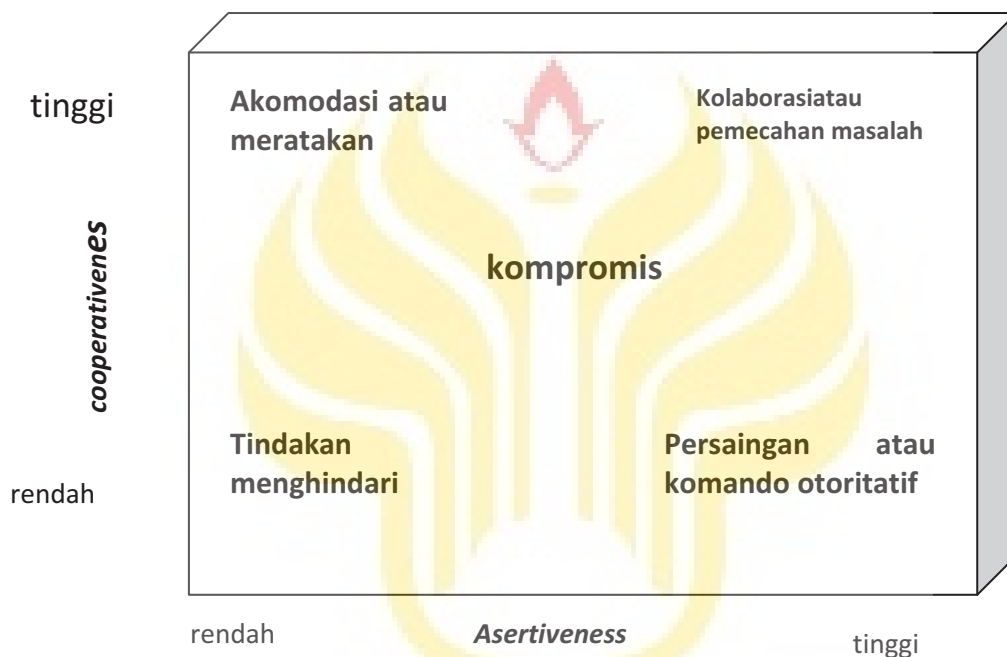 tinggi
Akomodasi atau
meratakan
Kolaborasiatau
pemecahan masalah
cooperativenes
kompromis
Tindakan
menghindari
Persaingan atau
komando otoritatif
rendah
rendah
Asertiveness
tinggi